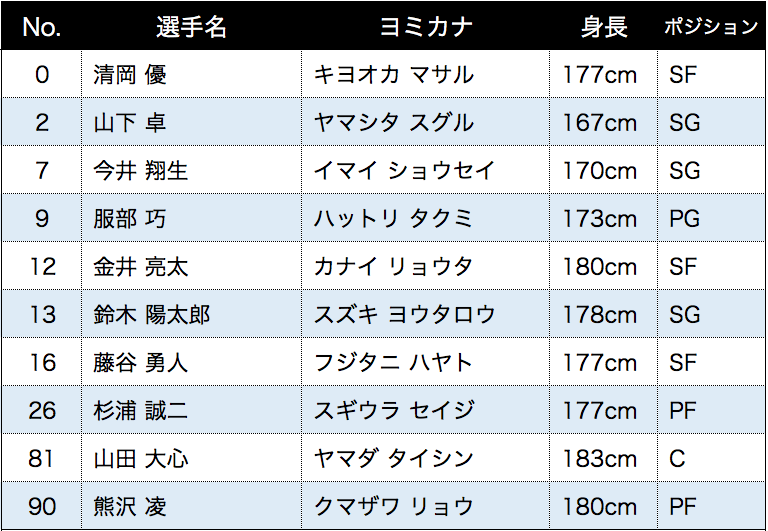 No. 選手名 ヨミカナ 身長 ポジション
0 清岡 優 キヨオカ マサル 177cm SF
2 山下 卓 ヤマシタ スグル 167cm SG
7 今井 翔生 イマイ ショウセイ 170cm SG
9 服部 巧 ハットリ タクミ 173cm PG
12 金井 亮太 カナイ リョウタ 180cm SF
13 鈴木 陽太郎 スズキ ヨウタロウ 178cm SG
16 藤谷 勇人 フジタニ ハヤト 177cm SF
26 杉浦 誠二 スギウラ セイジ 177cm PF
81 山田 大心 ヤマダ タイシン 183cm C
90 熊沢 凌 クマザワ リョウ 180cm PF